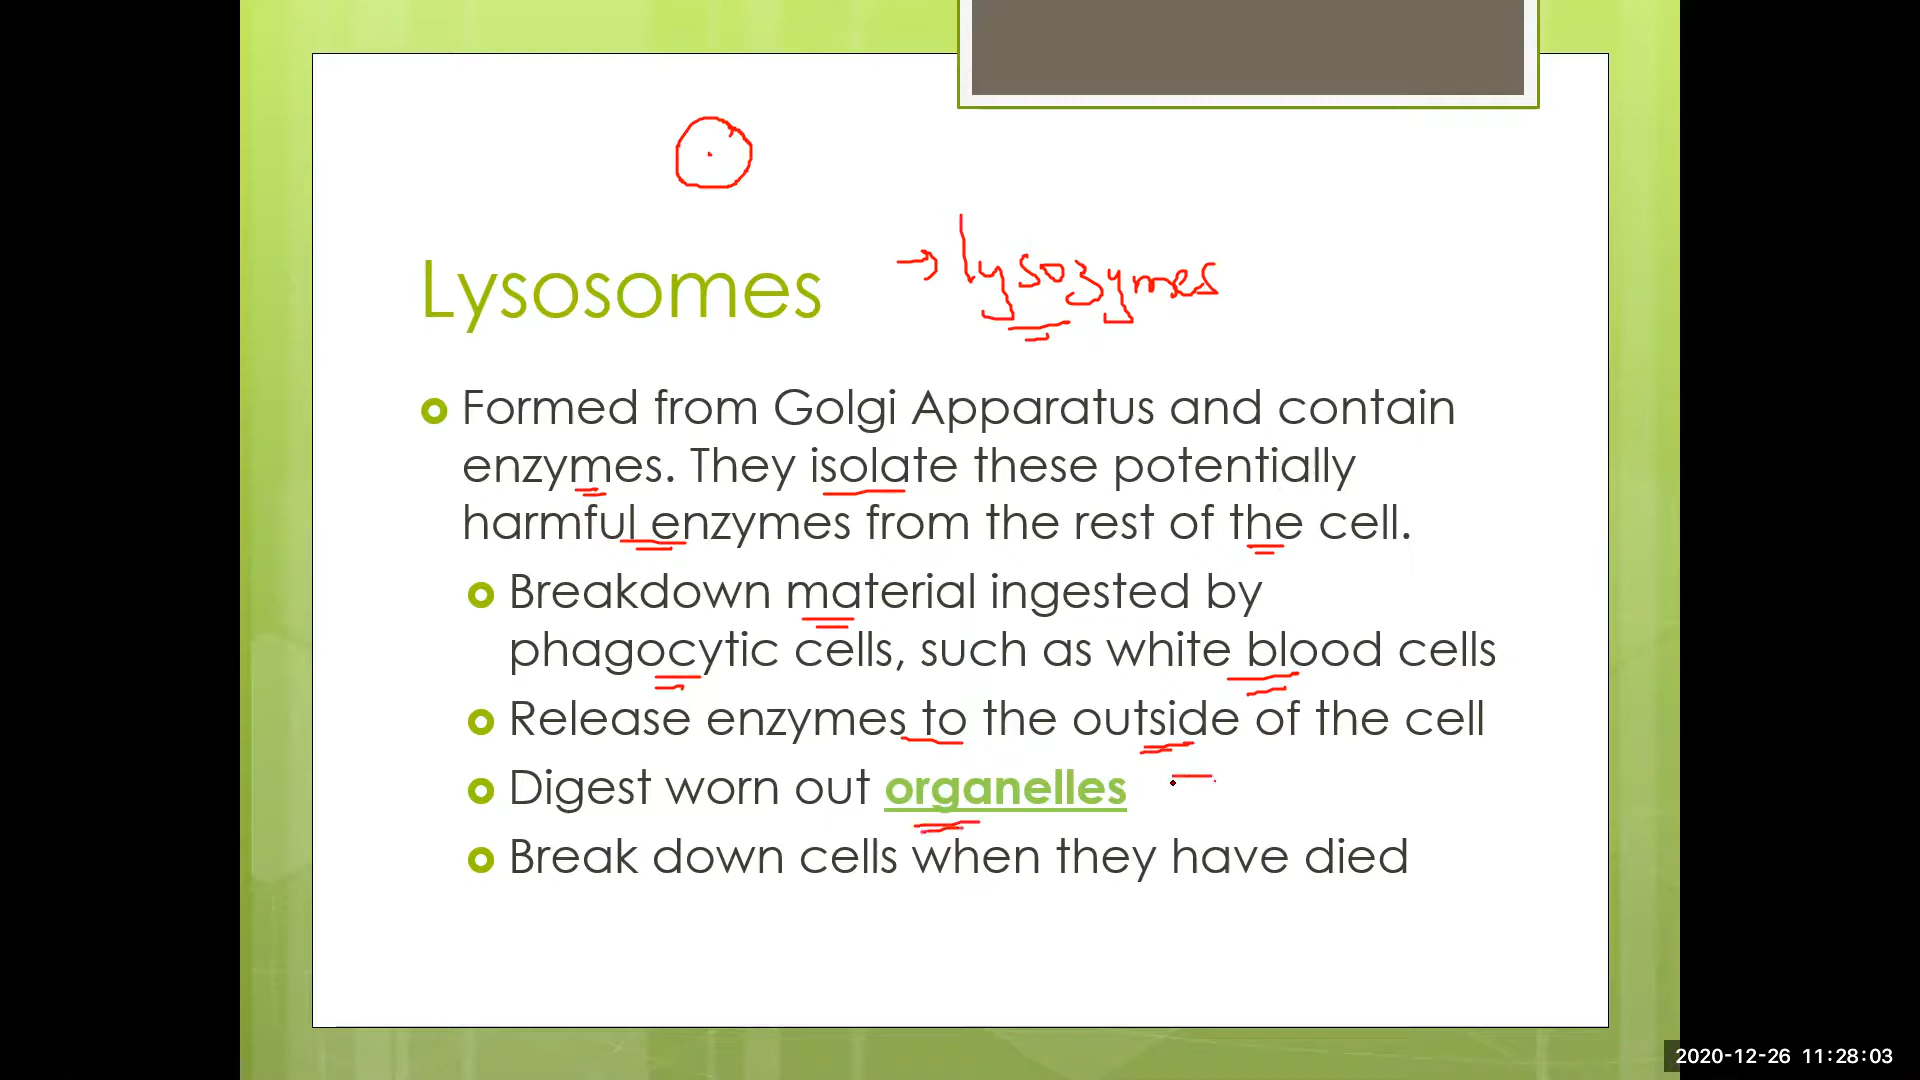 → lysozymes
Lysosomes
Formed from Golgi Apparatus and contain
enzymes. They isolate these potentially
harmful enzymes from the rest of the cell.
Breakdown material ingested by
phagocytic cells, such as white blood cells
Release enzymes to the outside of the cell
Digest worn out organelles
Break down cells when they have died
2020-12-26 11:28:03